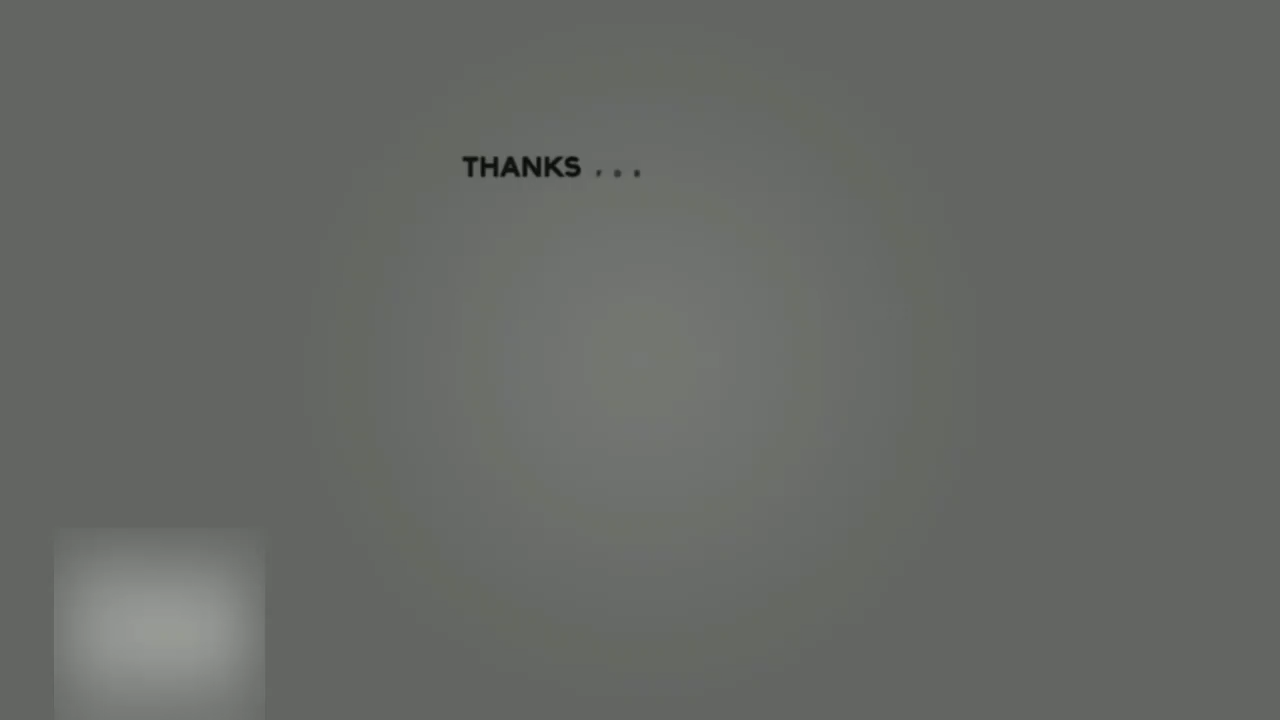 THANKS . . .